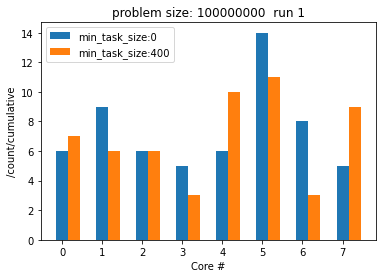 problem size: 100000000  run 1
min_task_size:0
min_task_size:400
/count/cumulative
14
12
10
8
6
4
2
0
0 1 2 3 4 5 6 7
Core #